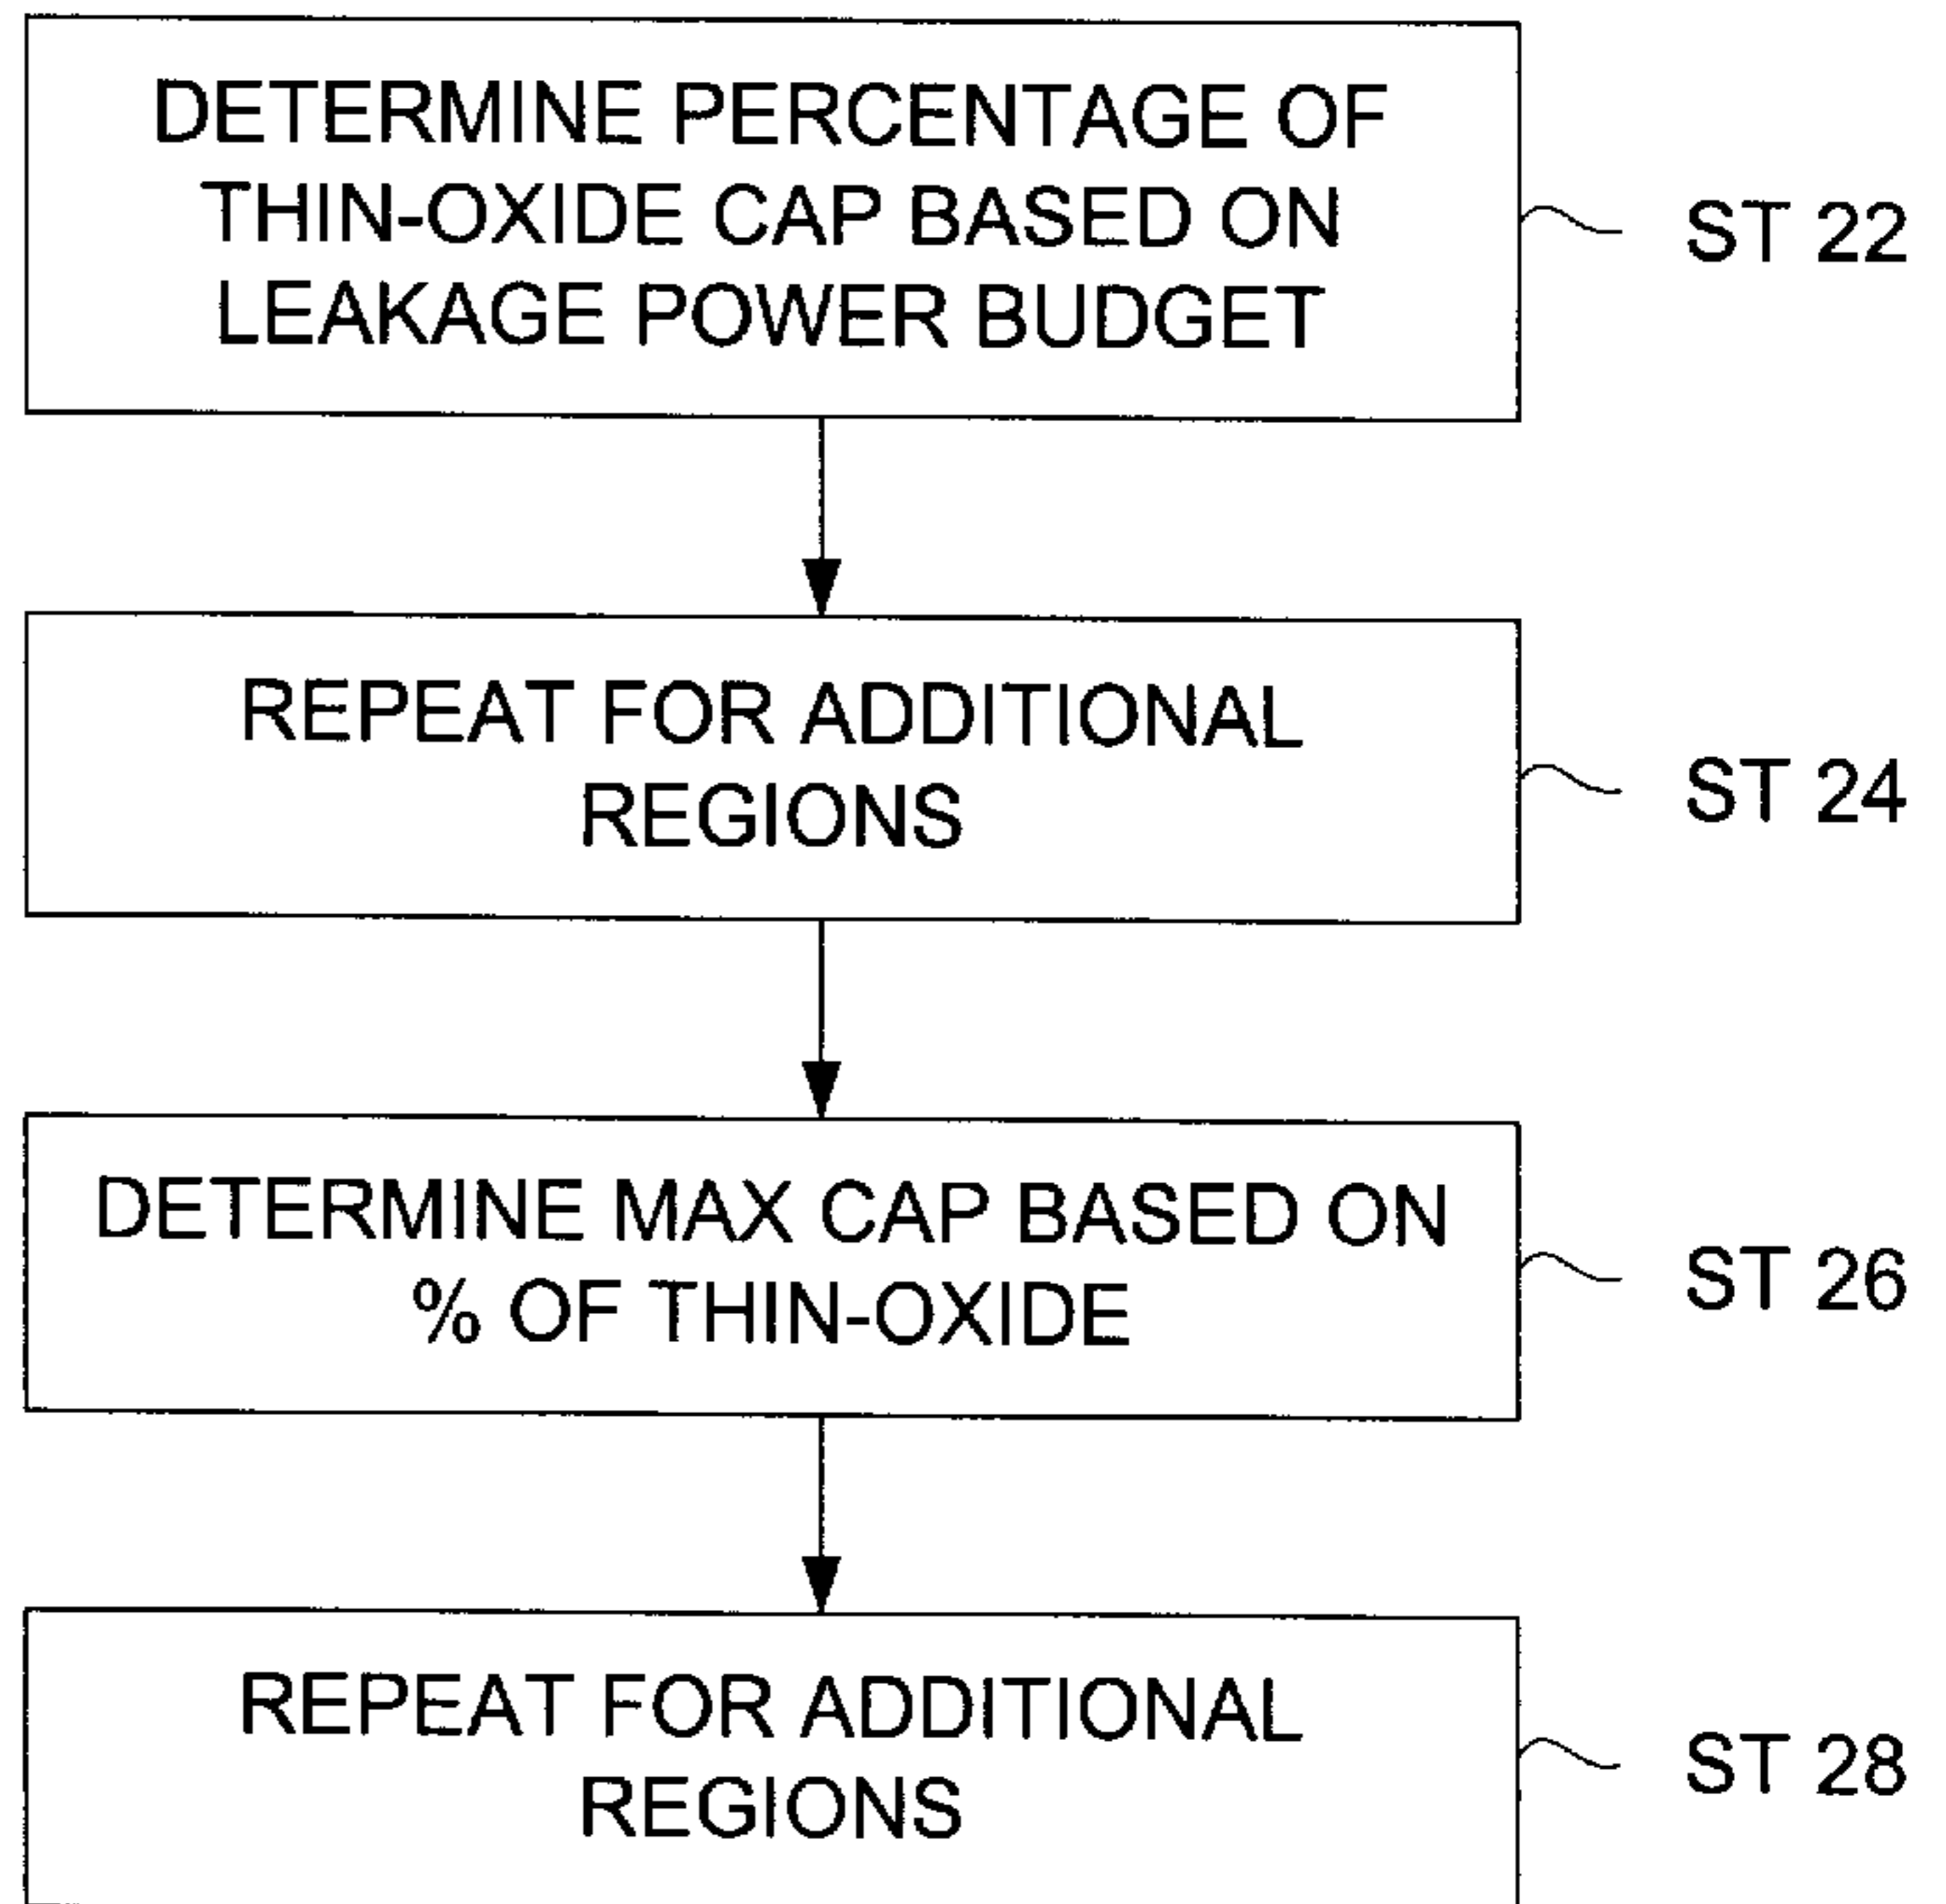 DETERMINE PERCENTAGE OF
THIN-OXIDE CAP BASED ON
LEAKAGE POWER BUDGET
ST 22
REPEAT FOR ADDITIONAL
REGIONS
ST 24
DETERMINE MAX CAP BASED ON
% OF THIN-OXIDE
ST 26
REPEAT FOR ADDITIONAL
REGIONS
ST 28